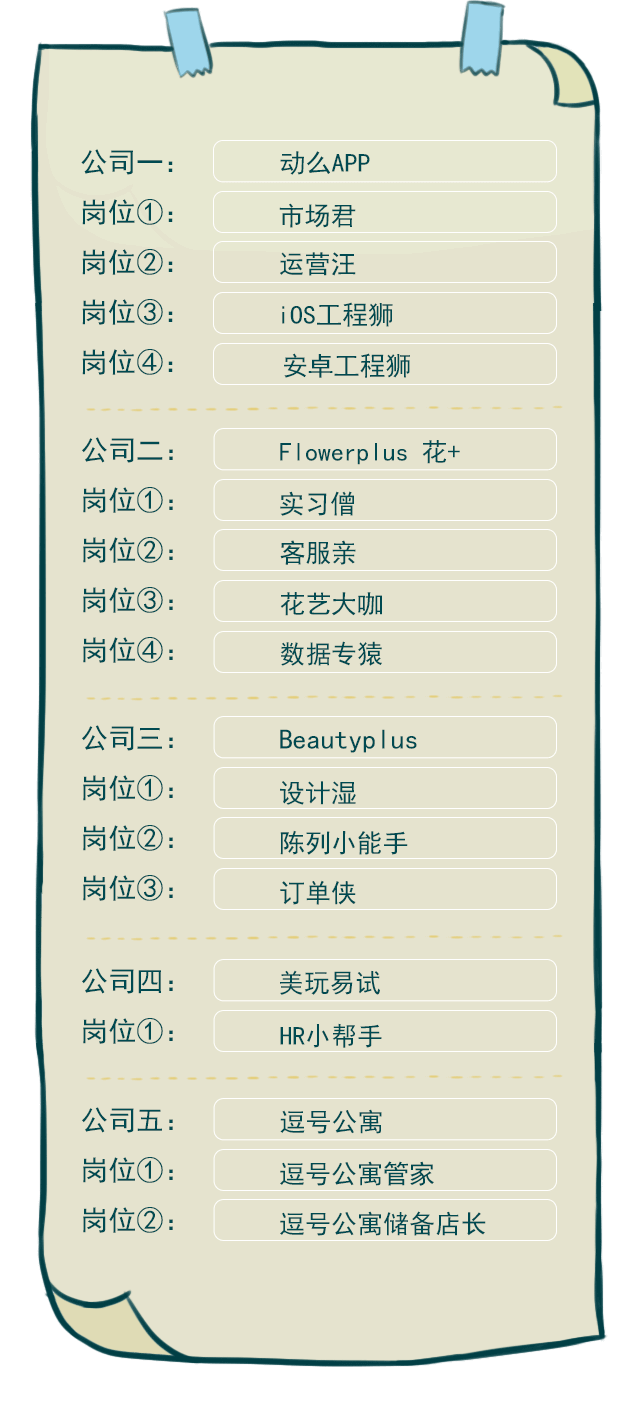 公司一： 动么APP
岗位①： 市场君
岗位②： 运营汪
岗位③： iOS工程狮
岗位④： 安卓工程狮
公司二： Flowerplus 花+
岗位①： 实习僧
岗位②： 客服亲
岗位③： 花艺大咖
岗位④： 数据专猿
公司三： Beautyplus
岗位①： 设计湿
岗位②： 陈列小能手
岗位③： 订单侠
公司四： 美玩易试
岗位①： HR小帮手
公司五： 逗号公寓
岗位①： 逗号公寓管家
岗位②： 逗号公寓储备店长